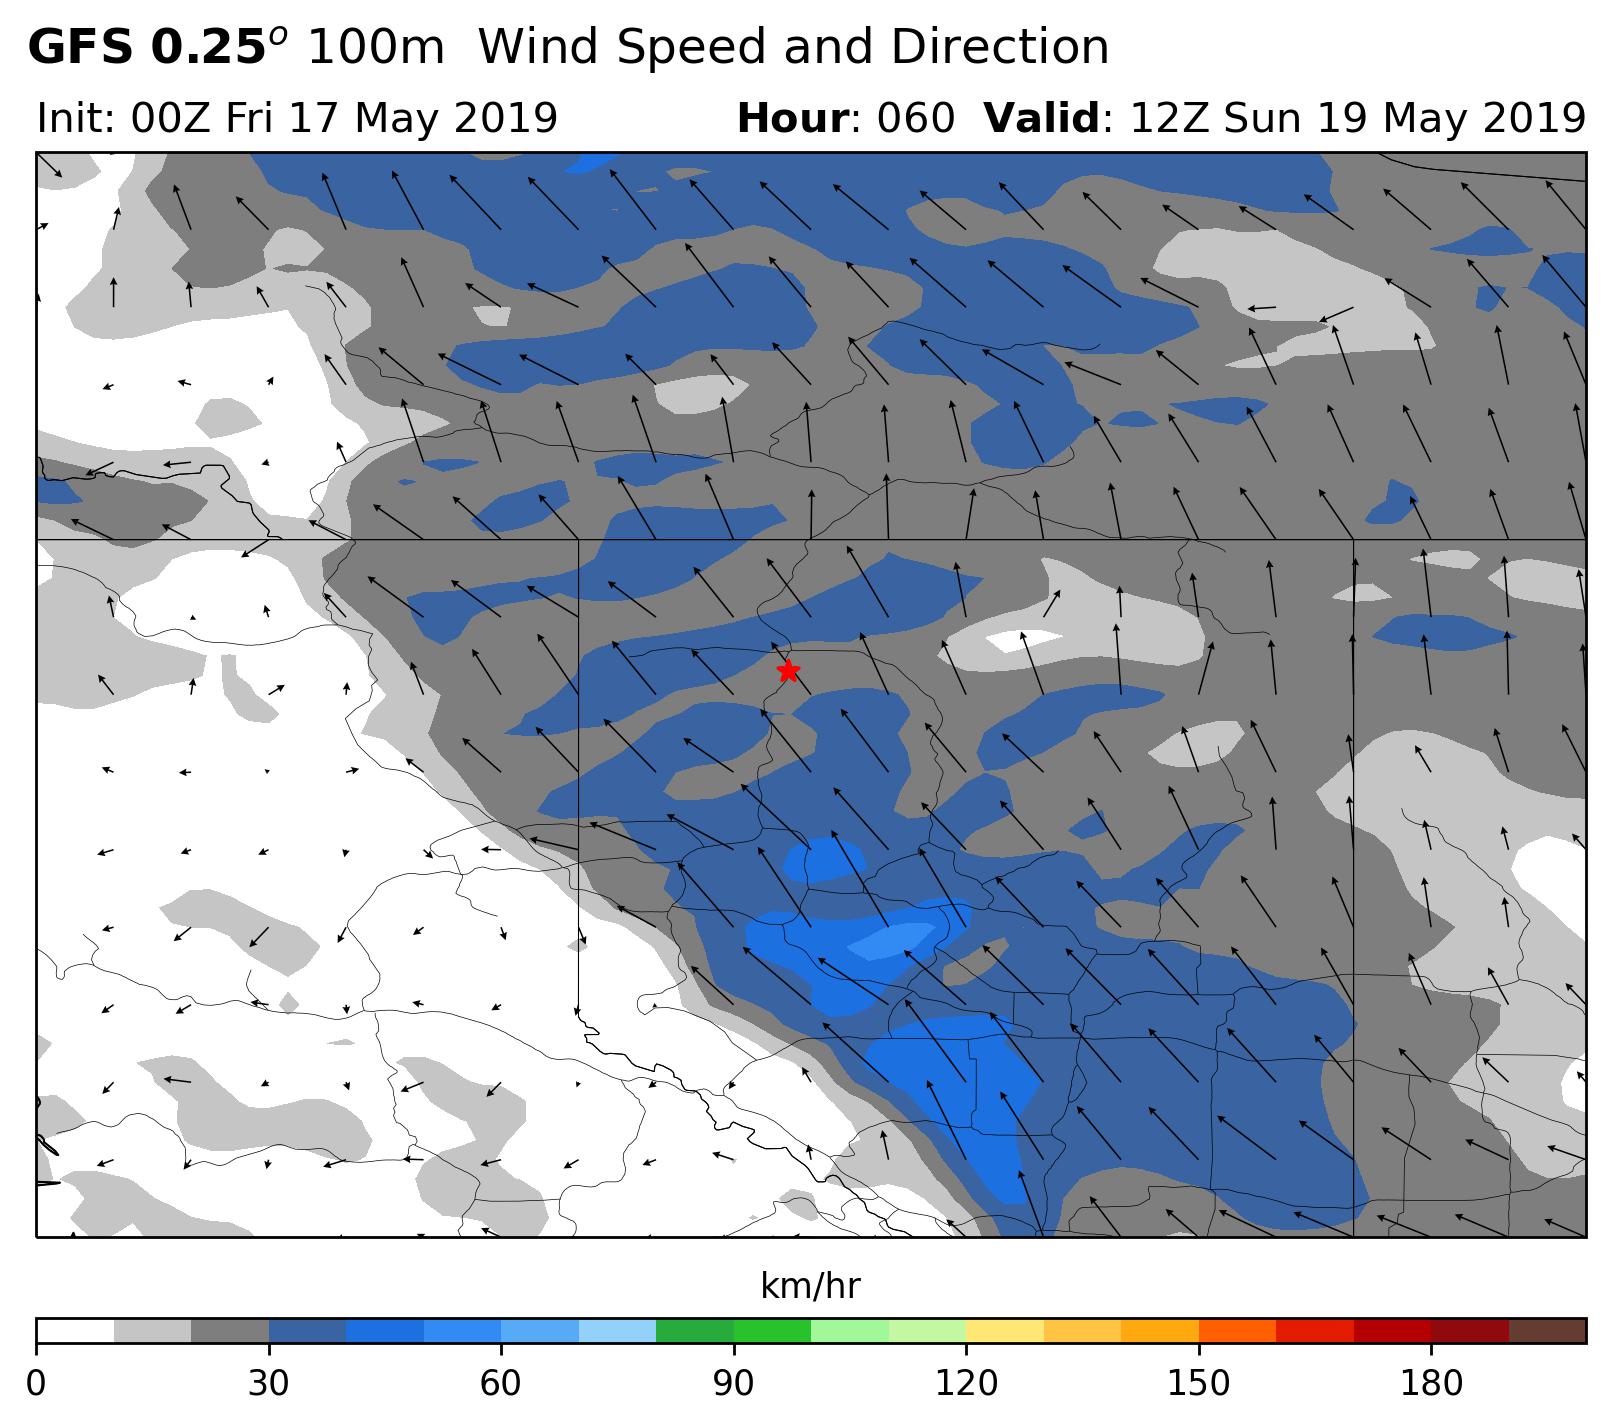 GFS 0.25° 100m Wind Speed and Direction
Init: 00Z Fri 17 May 2019 Hour: 060 Valid: 12Z Sun 19 May 2019
km/hr
0 30 60 90 120 150 180